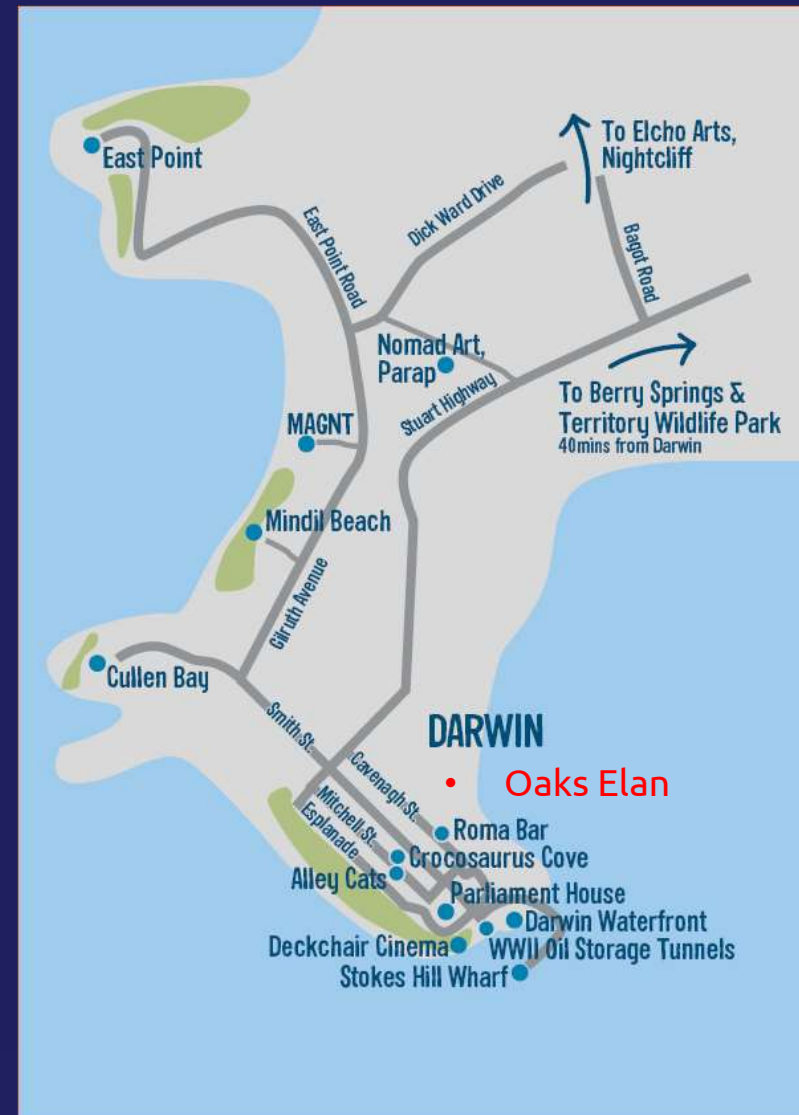 East Point
To Elcho Arts,
Nightcliff
Dick Ward Drive
East Point Road
Bagot Road
Nomad Art,
Parap
Stuart Highway
To Berry Springs &
Territory Wildlife Park
40mins from Darwin
MAGNT
Mindil Beach
Gilruth Avenue
Cullen Bay
Smith St.
DARWIN
Cavenagh St.
• Oaks Elan
Mitchell St.
Esplanade
Roma Bar
Crocosaurus Cove
Alley Cats
Parliament House
Darwin Waterfront
Deckchair Cinema
WWII Oil Storage Tunnels
Stokes Hill Wharf